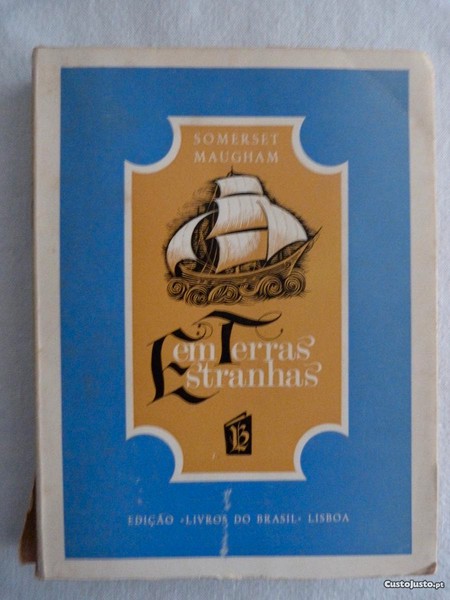 SOMERSET
MAUGHAM
em Terras
Estranhas
EDIÇÃO «LIVROS DO BRASIL» LISBOA
CustoJusto.pt